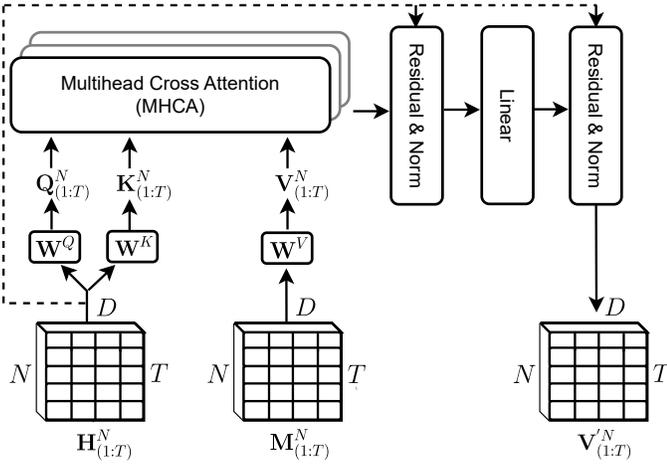 Multihead Cross Attention
(MHCA)
Residual & Norm
Linear
Residual & Norm
Q^N_(1:T)
K^N_(1:T)
V^N_(1:T)
W^Q
W^K
W^V
D
D
D
N
T
N
T
N
T
H^N_(1:T)
M^N_(1:T)
V'^N_(1:T)